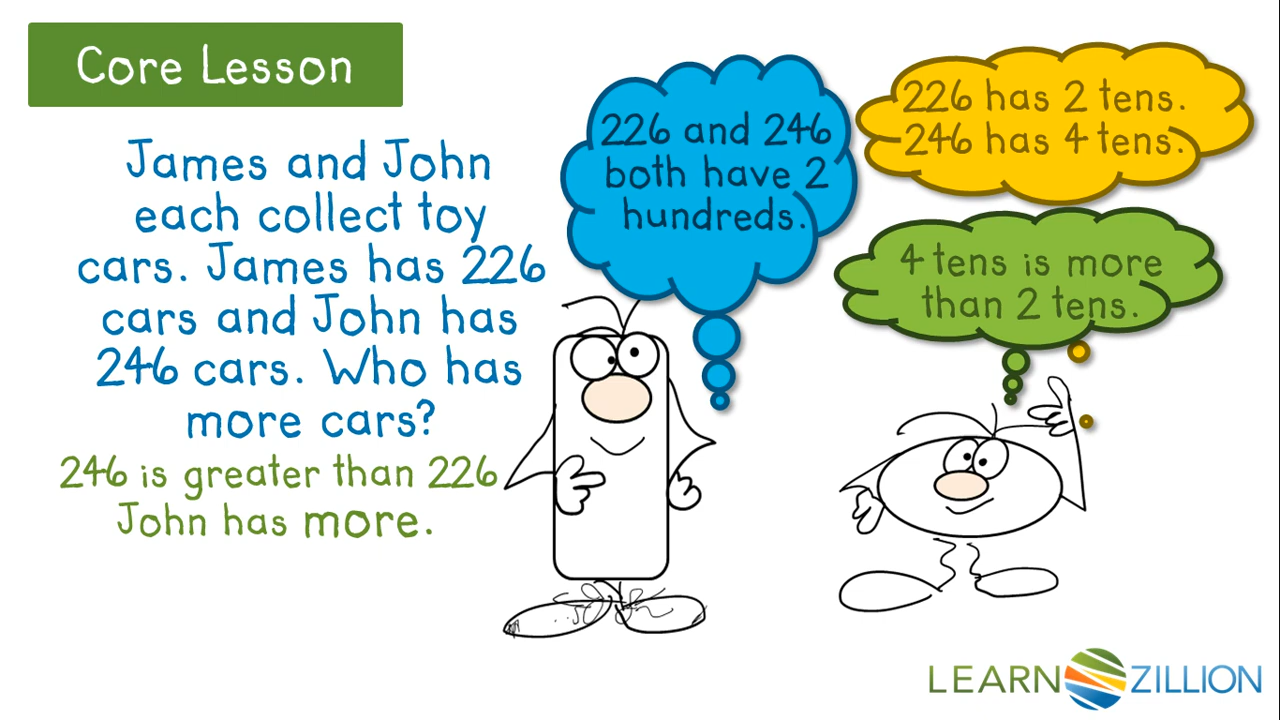 Core Lesson
James and John
each collect toy
cars. James has 226
cars and John has
246 cars. Who has
more cars?
246 is greater than 226
John has more.
226 and 246
both have 2
hundreds.
226 has 2 tens.
246 has 4 tens.
4 tens is more
than 2 tens.
LEARN ZILLION